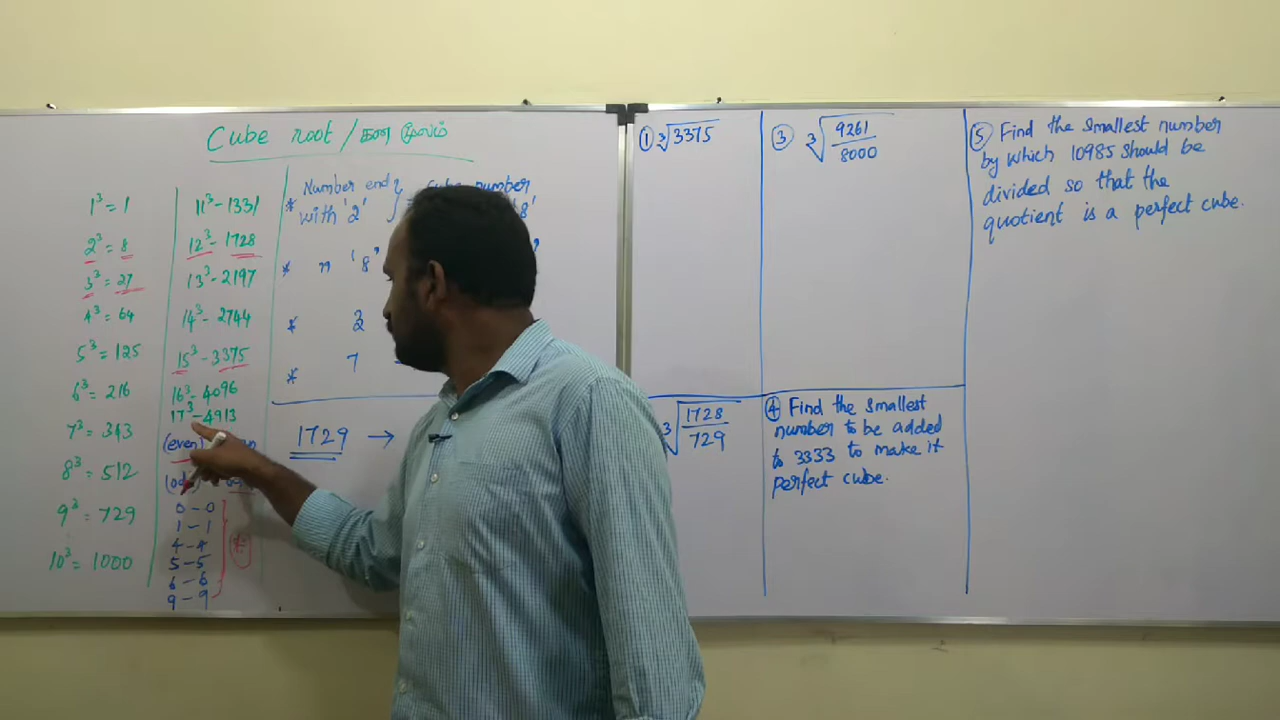 Cube root / கன மூலம்
1³ = 1
2³ = 8
3³ = 27
4³ = 64
5³ = 125
6³ = 216
7³ = 343
8³ = 512
9³ = 729
10³ = 1000
11³ - 1331
12³ - 1728
13³ - 2197
14³ - 2744
15³ - 3375
16³ - 4096
17³ - 4913
(even)
0 - 0
1 - 1
4 - 4
5 - 5
6 - 6
9 - 9
* Number end } Cube number
with '2'
* '8'
*
* 7
1729 →
① ∛3375
∛1728/729
③ ∛9261/8000
④ Find the smallest
number to be added
to 3333 to make it
perfect cube.
⑤ Find the smallest number
by which 10985 should be
divided so that the
quotient is a perfect cube.